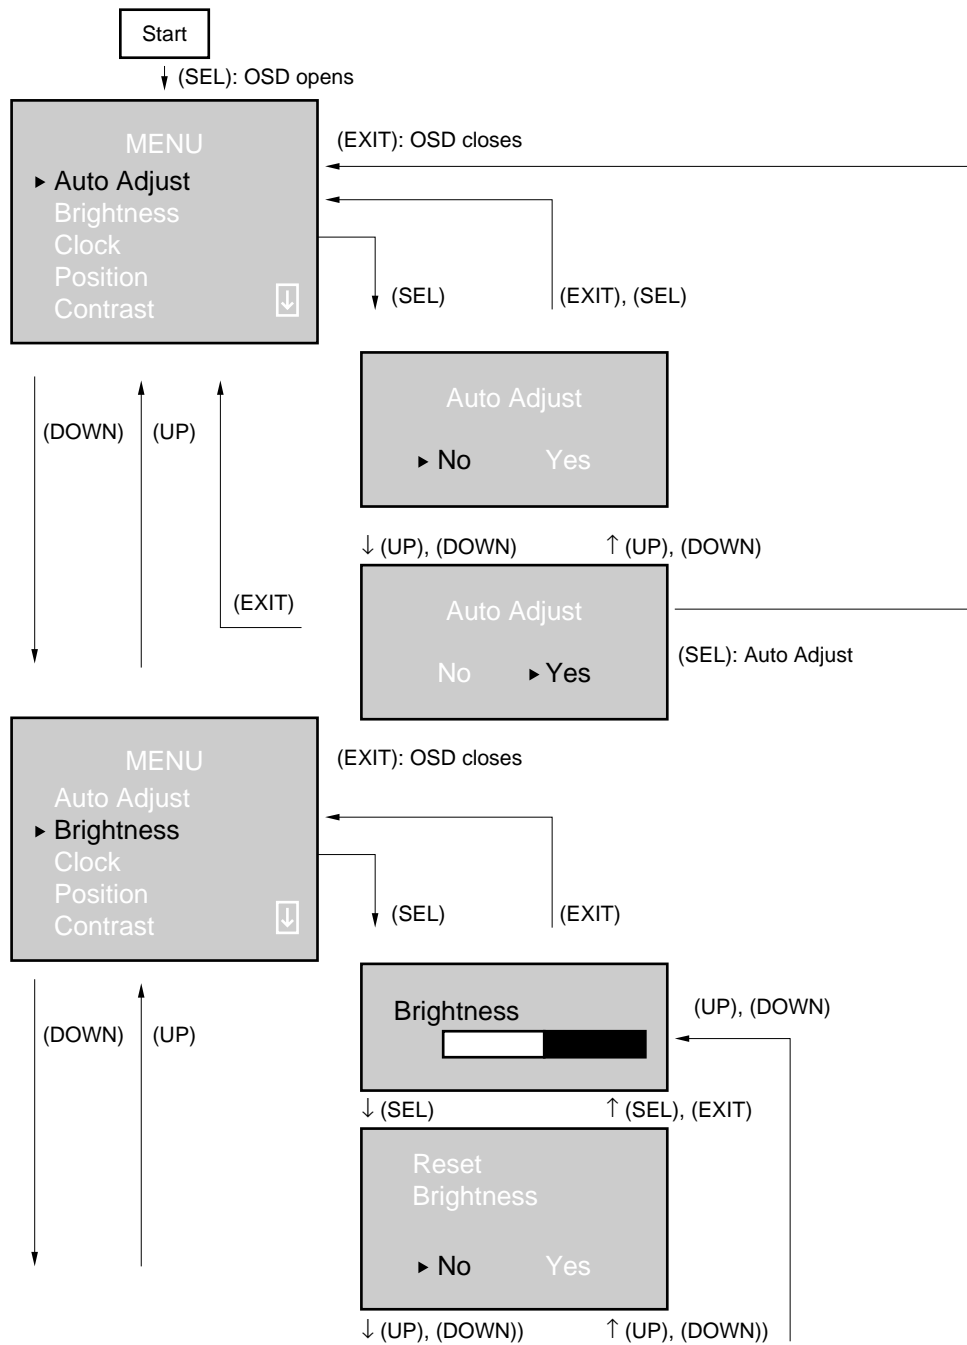 Start
↓ (SEL): OSD opens
MENU
▸ Auto Adjust
Brightness
Clock
Position
Contrast ↓
(EXIT): OSD closes
(SEL)
(EXIT), (SEL)
Auto Adjust
▸ No Yes
↓ (UP), (DOWN) ↑ (UP), (DOWN)
(DOWN) (UP)
(EXIT)
Auto Adjust
No ▸ Yes
(SEL): Auto Adjust
MENU
Auto Adjust
▸ Brightness
Clock
Position
Contrast ↓
(EXIT): OSD closes
(SEL)
(EXIT)
Brightness
(UP), (DOWN)
(DOWN) (UP)
↓ (SEL) ↑ (SEL), (EXIT)
Reset
Brightness
▸ No Yes
↓ (UP), (DOWN)) ↑ (UP), (DOWN))